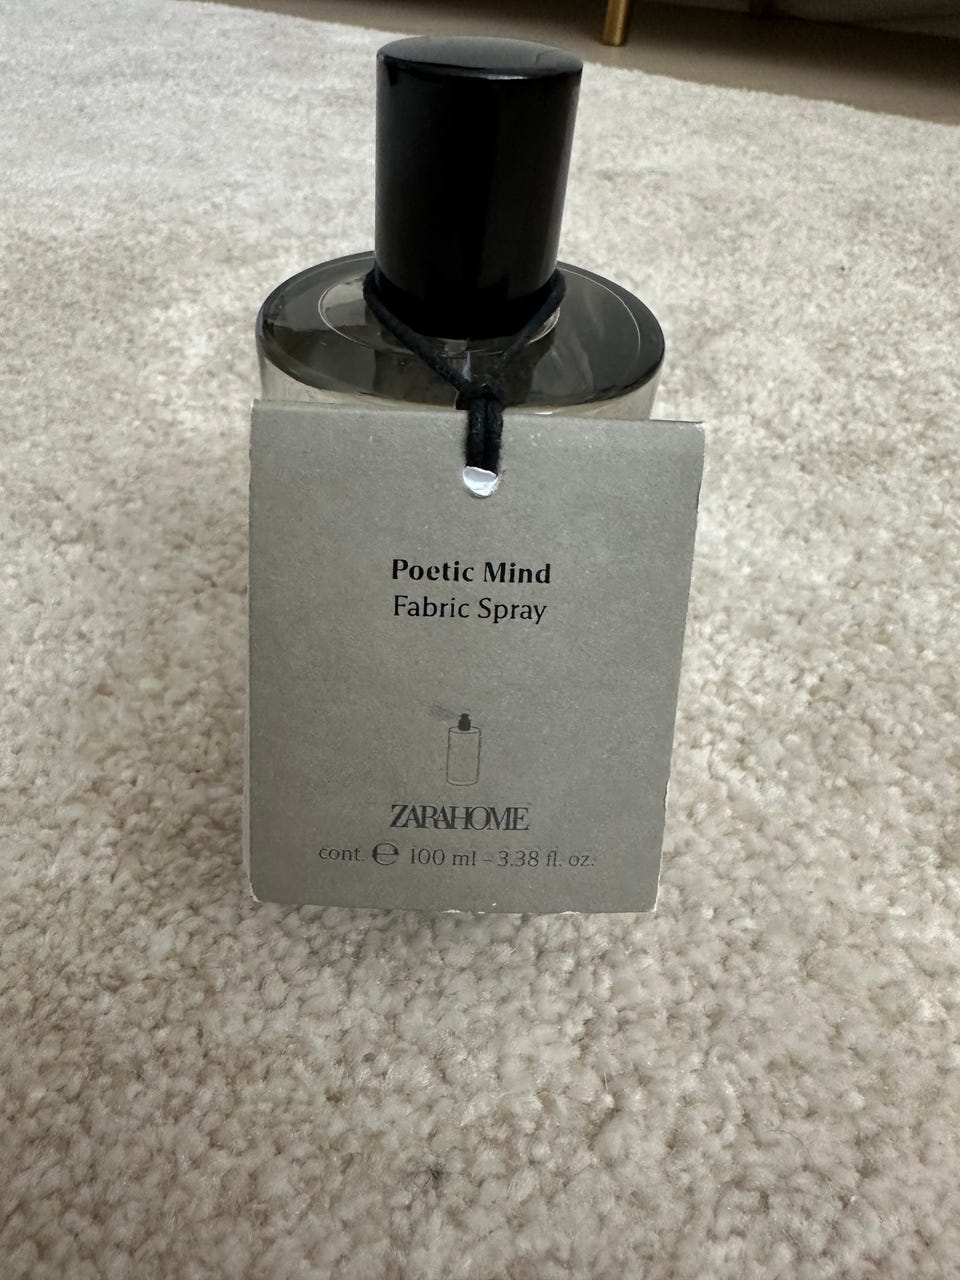 Poetic Mind
Fabric Spray
ZARAHOME
cont. ℮ 100 ml - 3.38 fl. oz.